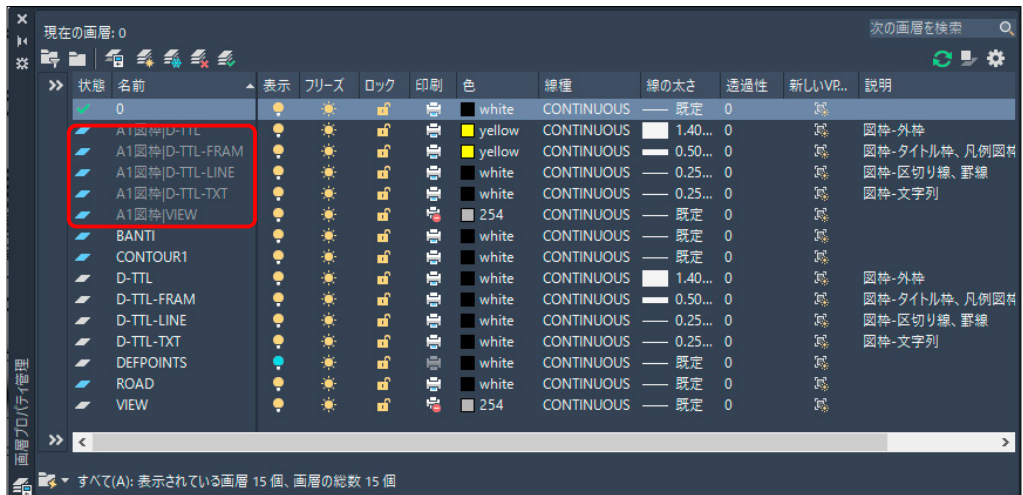 現在の画層: 0
次の画層を検索
状態 名前 表示 フリーズ ロック 印刷 色 線種 線の太さ 透過性 新しいVP... 説明
0 white CONTINUOUS 既定 0
A1図枠|D-TTL yellow CONTINUOUS 1.40... 0 図枠-外枠
A1図枠|D-TTL-FRAM yellow CONTINUOUS 0.50... 0 図枠-タイトル枠、凡例図枠
A1図枠|D-TTL-LINE white CONTINUOUS 0.25... 0 図枠-区切り線、罫線
A1図枠|D-TTL-TXT white CONTINUOUS 0.25... 0 図枠-文字列
A1図枠|VIEW 254 CONTINUOUS 既定 0
BANTI white CONTINUOUS 既定 0
CONTOUR1 white CONTINUOUS 既定 0
D-TTL white CONTINUOUS 1.40... 0 図枠-外枠
D-TTL-FRAM white CONTINUOUS 0.50... 0 図枠-タイトル枠、凡例図枠
D-TTL-LINE white CONTINUOUS 0.25... 0 図枠-区切り線、罫線
D-TTL-TXT white CONTINUOUS 0.25... 0 図枠-文字列
DEFPOINTS white CONTINUOUS 既定 0
ROAD white CONTINUOUS 既定 0
VIEW 254 CONTINUOUS 既定 0
画層プロパティ管理
すべて(A): 表示されている画層 15 個、画層の総数 15 個